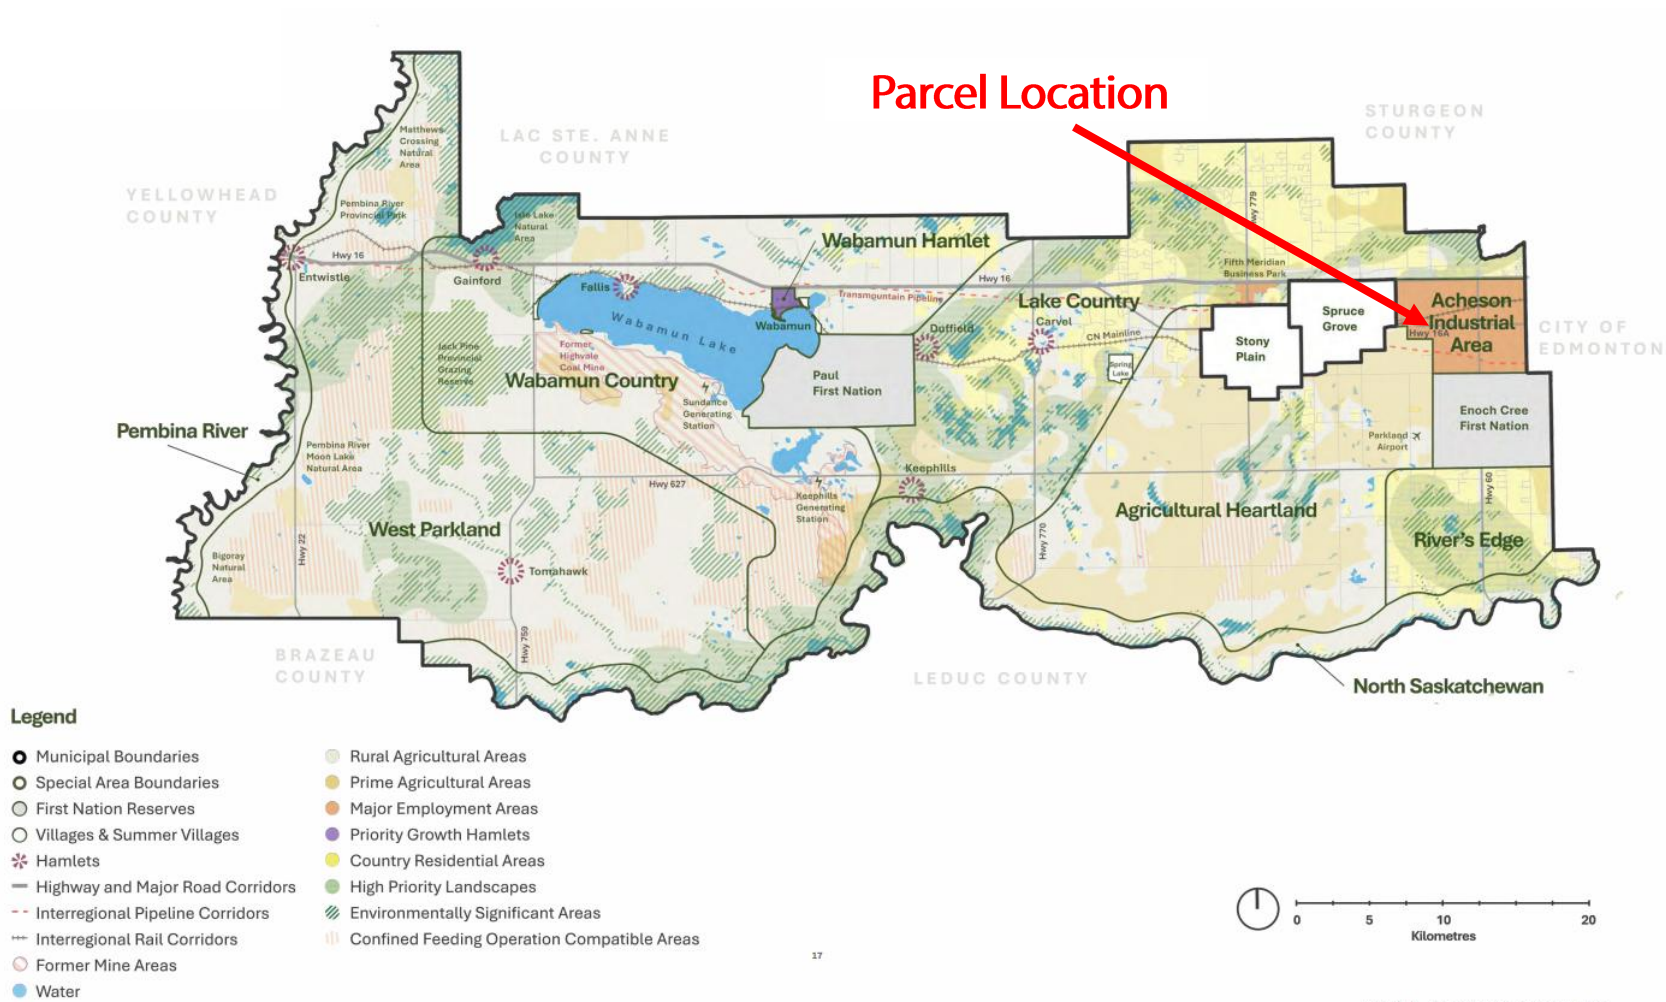 Parcel Location
STURGEON
COUNTY
LAC STE. ANNE
COUNTY
YELLOWHEAD
COUNTY
Matthews
Crossing
Natural
Area
Pembina River
Provincial Park
Isle Lake
Natural
Area
Hwy 779
Wabamun Hamlet
Hwy 16
Entwistle
Gainford
Fallis
Hwy 16
Fifth Meridian
Business Park
Transmountain Pipeline
Lake Country
Carvel
Acheson
Industrial
Area
Hwy 16A
Spruce
Grove
CITY OF
EDMONTON
Wabamun Lake
Wabamun
Duffield
CN Mainline
Stony
Plain
Jack Pine
Provincial
Grazing
Reserve
Former
Highvale
Coal Mine
Spring
Lake
Wabamun Country
Paul
First Nation
Sundance
Generating
Station
Enoch Cree
First Nation
Pembina River
Pembina River
Moon Lake
Natural Area
Parkland
Airport
Keephills
Hwy 627
Keephills
Generating
Station
Hwy 60
West Parkland
Agricultural Heartland
River's Edge
Hwy 22
Hwy 770
Bigoray
Natural
Area
Tomahawk
Hwy 759
BRAZEAU
COUNTY
LEDUC COUNTY
North Saskatchewan
Legend
Municipal Boundaries
Special Area Boundaries
First Nation Reserves
Villages & Summer Villages
Hamlets
Highway and Major Road Corridors
Interregional Pipeline Corridors
Interregional Rail Corridors
Former Mine Areas
Water
Rural Agricultural Areas
Prime Agricultural Areas
Major Employment Areas
Priority Growth Hamlets
Country Residential Areas
High Priority Landscapes
Environmentally Significant Areas
Confined Feeding Operation Compatible Areas
0 5 10 20
Kilometres
17